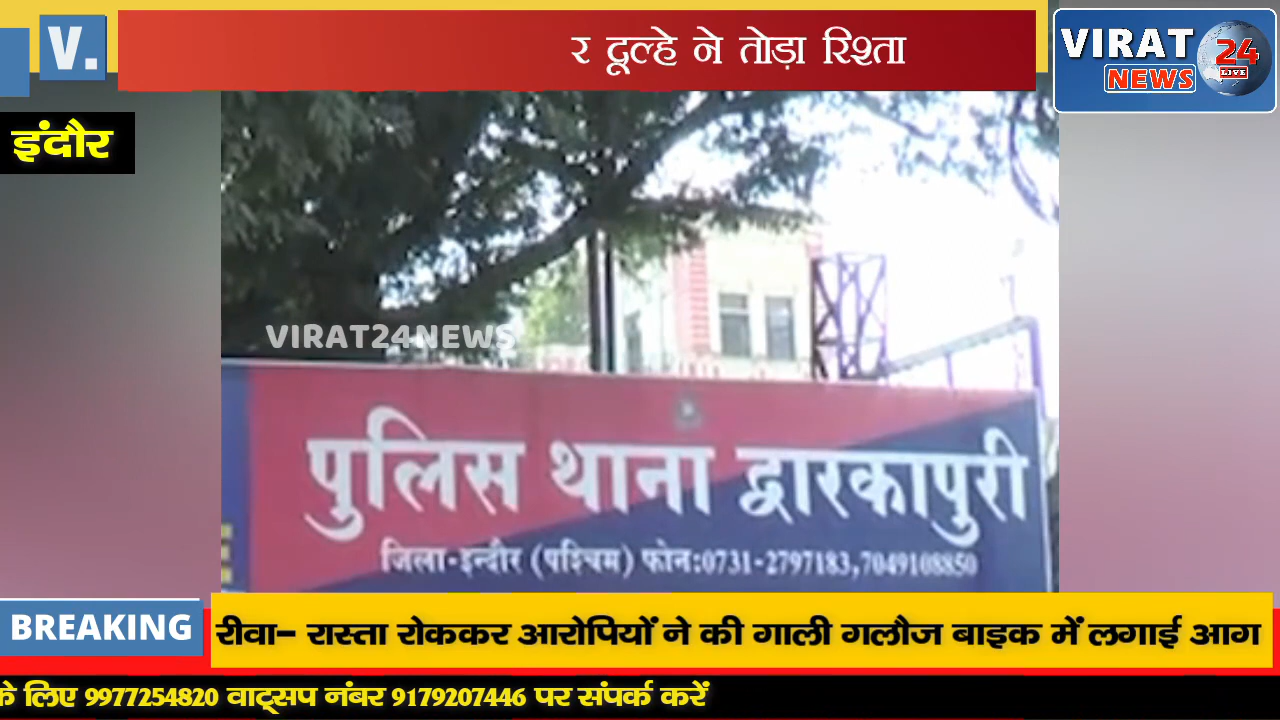 V.
र दूल्हे ने तोड़ा रिश्ता
VIRAT 24
NEWS LIVE
इंदौर
VIRAT24NEWS
पुलिस थाना द्वारकापुरी
जिला-इन्दौर (पश्चिम) फोन:0731-2797183,7049108850
BREAKING
रीवा- रास्ता रोककर आरोपियों ने की गाली गलौज बाइक में लगाई आग
के लिए 9977254820 वाट्सप नंबर 9179207446 पर संपर्क करें